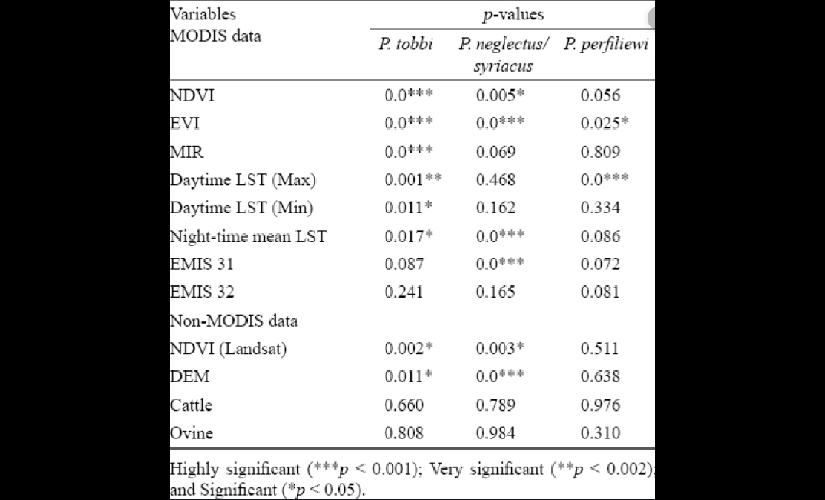 Variables p-values
MODIS data
P. tobbi P. neglectus/ P. perfiliewi
syriacus
NDVI 0.0*** 0.005* 0.056
EVI 0.0*** 0.0*** 0.025*
MIR 0.0*** 0.069 0.809
Daytime LST (Max) 0.001** 0.468 0.0***
Daytime LST (Min) 0.011* 0.162 0.334
Night-time mean LST 0.017* 0.0*** 0.086
EMIS 31 0.087 0.0*** 0.072
EMIS 32 0.241 0.165 0.081
Non-MODIS data
NDVI (Landsat) 0.002* 0.003* 0.511
DEM 0.011* 0.0*** 0.638
Cattle 0.660 0.789 0.976
Ovine 0.808 0.984 0.310
Highly significant (***p < 0.001); Very significant (**p < 0.002);
and Significant (*p < 0.05).